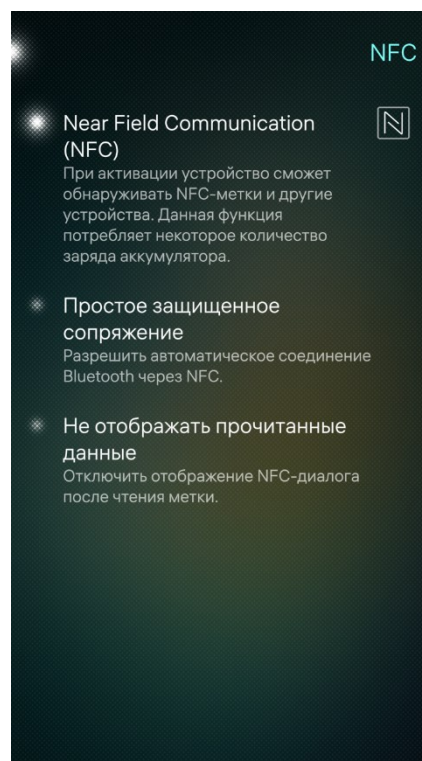 NFC
Near Field Communication
(NFC)
При активации устройство сможет
обнаруживать NFC-метки и другие
устройства. Данная функция
потребляет некоторое количество
заряда аккумулятора.
Простое защищенное
сопряжение
Разрешить автоматическое соединение
Bluetooth через NFC.
Не отображать прочитанные
данные
Отключить отображение NFC-диалога
после чтения метки.